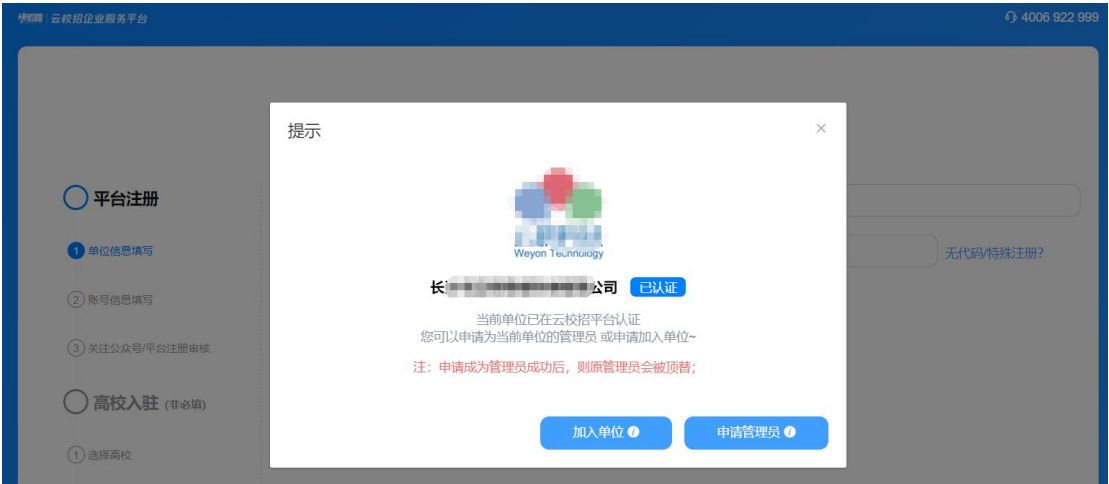 云校招企业服务平台
4006 922 999
提示
Weyon Technology
长 公司 已认证
当前单位已在云校招平台认证
您可以申请为当前单位的管理员 或申请加入单位~
注：申请成为管理员成功后，则原管理员会被顶替；
加入单位 申请管理员
平台注册
1 单位信息填写
无代码/特殊注册?
2 账号信息填写
3 关注公众号/平台注册审核
高校入驻 (非必填)
1 选择高校